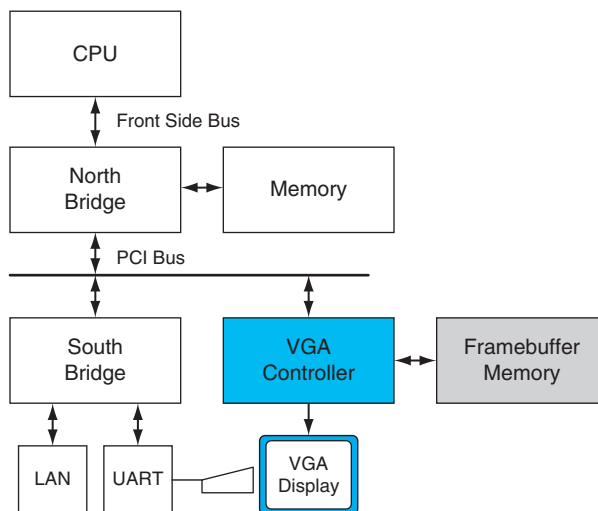 CPU
Front Side Bus
North
Bridge
Memory
PCI Bus
South
Bridge
VGA
Controller
Framebuffer
Memory
LAN
UART
VGA
Display